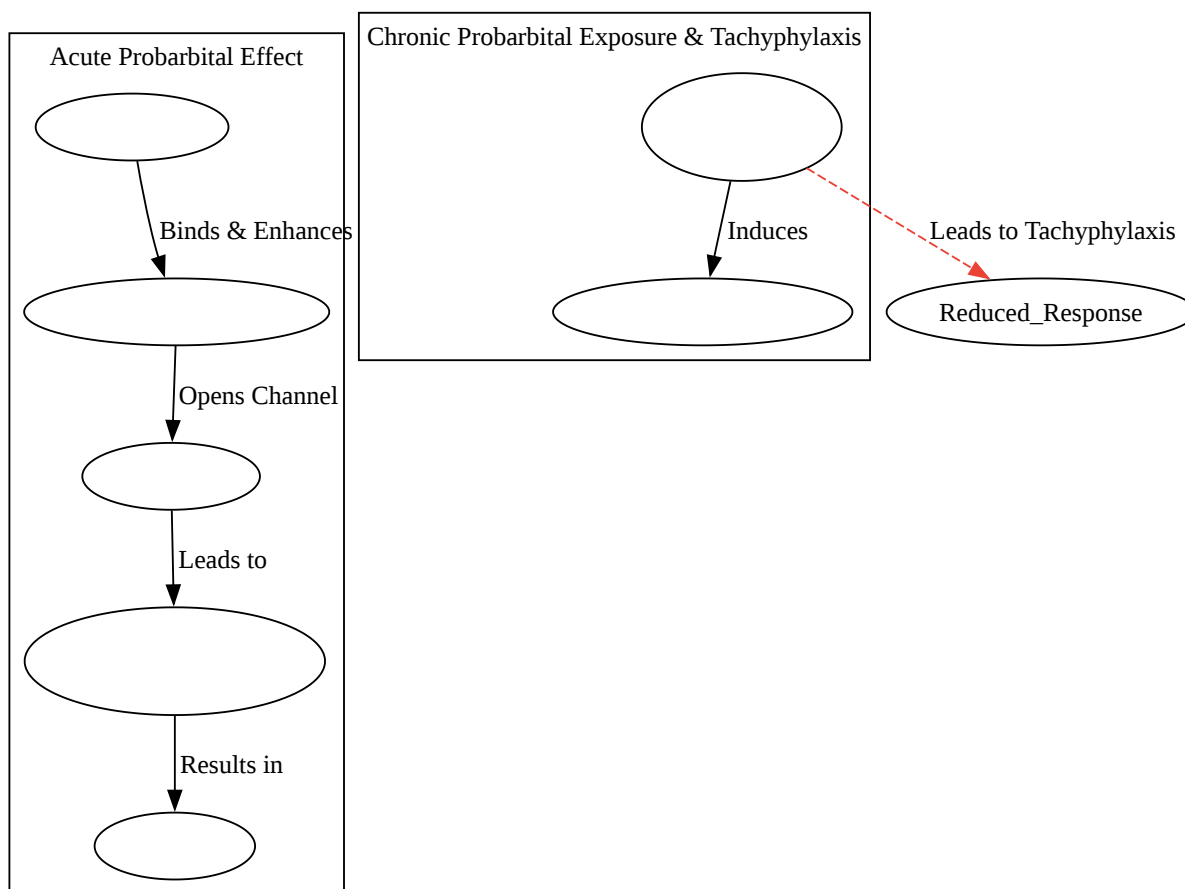 Acute Probarbital Effect
Binds & Enhances
Opens Channel
Leads to
Results in
Chronic Probarbital Exposure & Tachyphylaxis
Induces
Leads to Tachyphylaxis
Reduced_Response